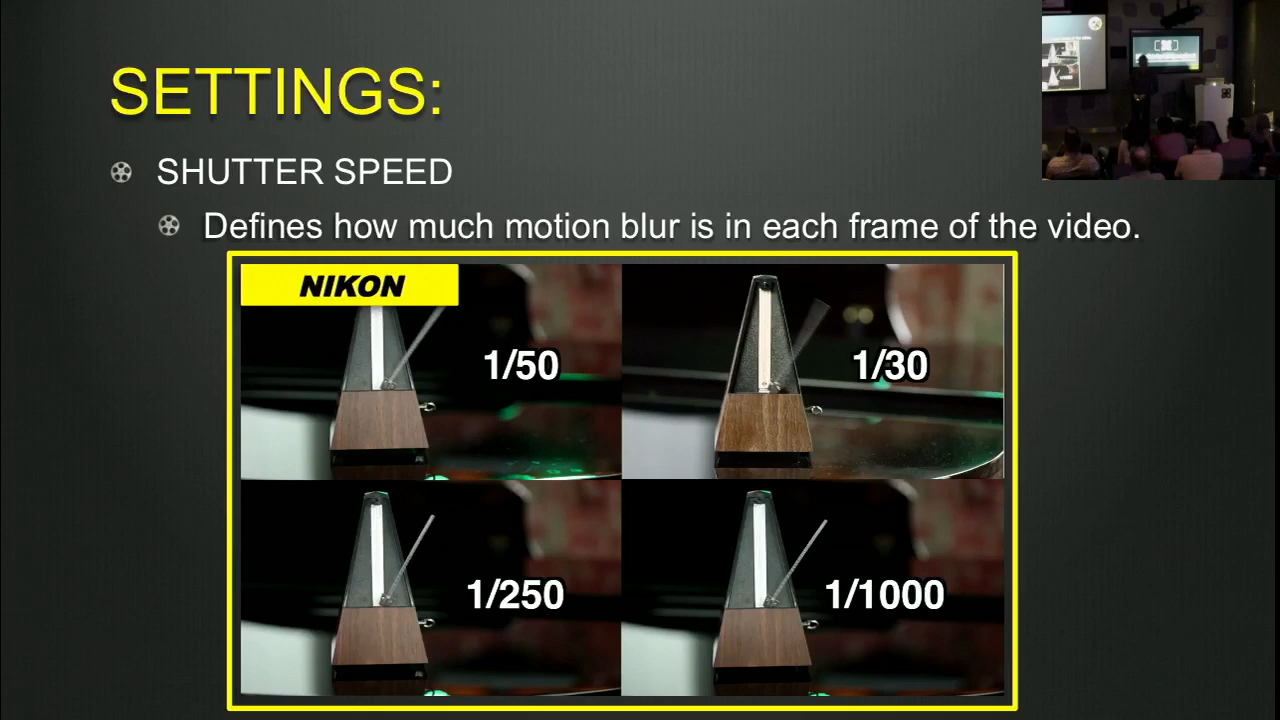 SETTINGS:
SHUTTER SPEED
Defines how much motion blur is in each frame of the video.
NIKON
1/50
1/30
1/250
1/1000